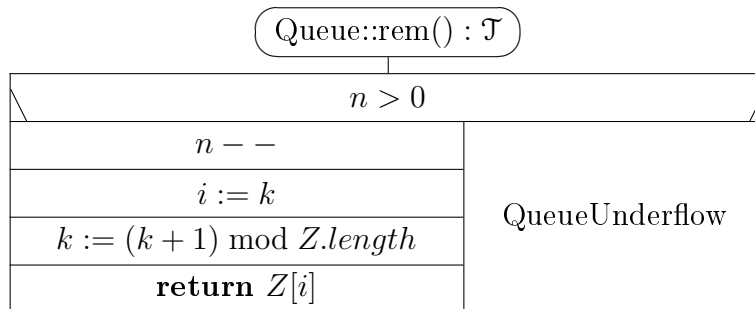 Queue::rem() : 𝒯
n > 0
n − −
i := k
QueueUnderflow
k := (k + 1) mod Z.length
return Z[i]